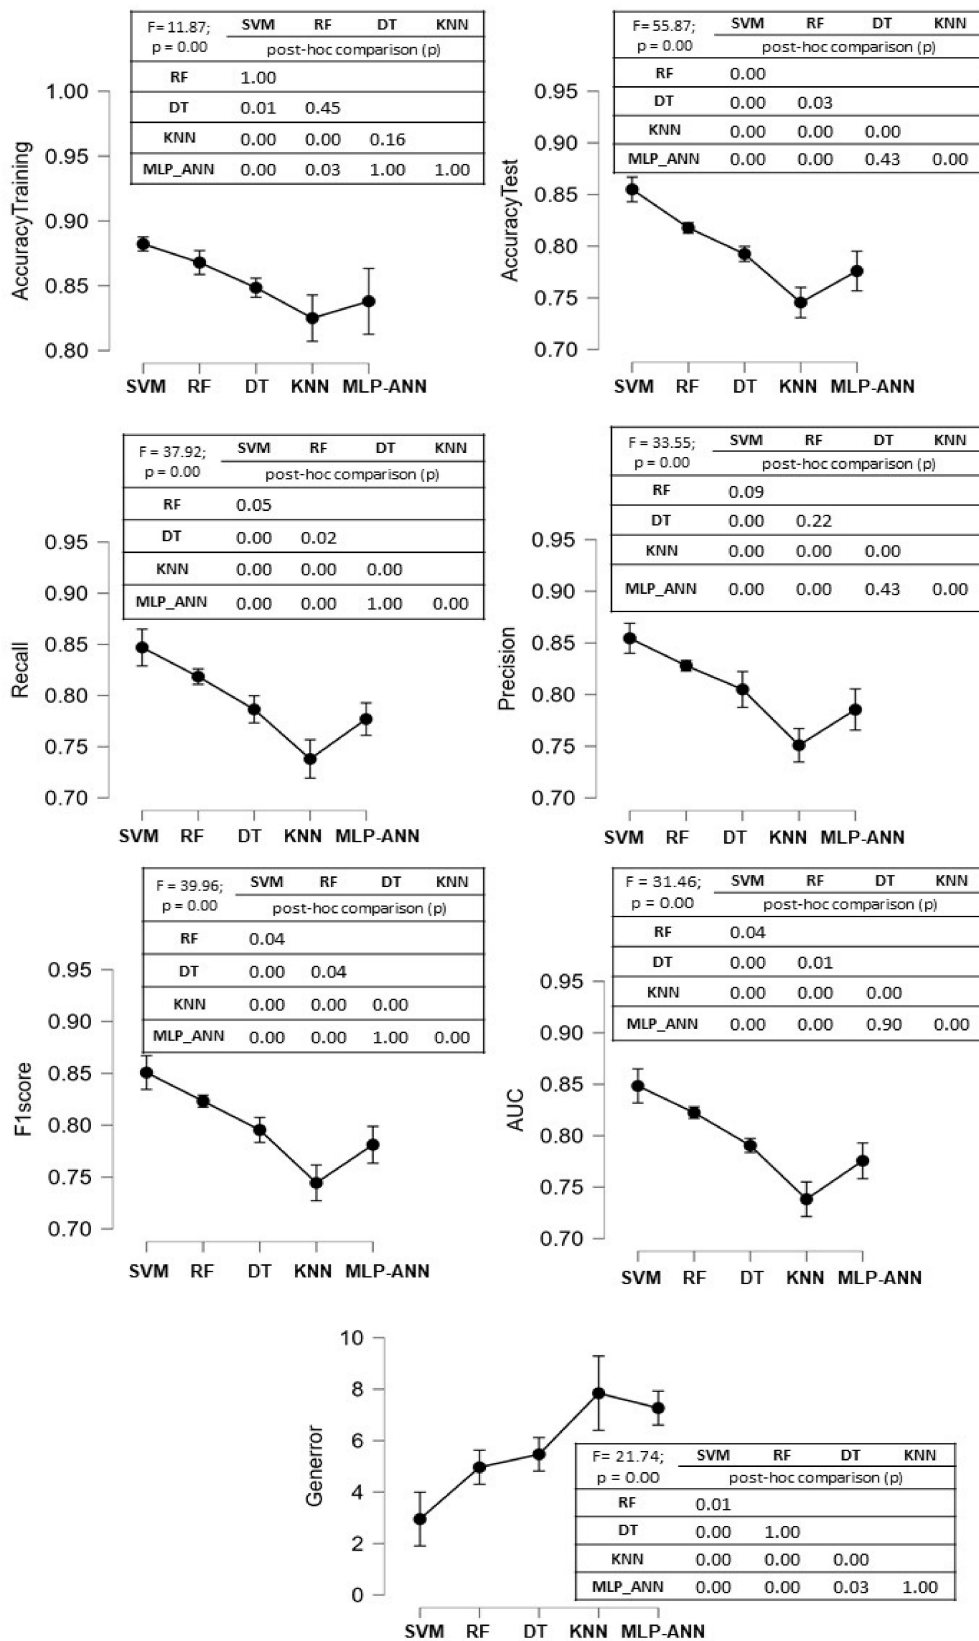 F= 11.87; SVM RF DT KNN
p = 0.00 post-hoc comparison (p)
RF 1.00
DT 0.01 0.45
KNN 0.00 0.00 0.16
MLP_ANN 0.00 0.03 1.00 1.00
AccuracyTraining
1.00
0.95
0.90
0.85
0.80
SVM RF DT KNN MLP-ANN
F=55.87; SVM RF DT KNN
p = 0.00 post-hoc comparison (p)
RF 0.00
DT 0.00 0.03
KNN 0.00 0.00 0.00
MLP_ANN 0.00 0.00 0.43 0.00
AccuracyTest
0.95
0.90
0.85
0.80
0.75
0.70
SVM RF DT KNN MLP-ANN
F = 37.92; SVM RF DT KNN
p = 0.00 post-hoc comparison (p)
RF 0.05
DT 0.00 0.02
KNN 0.00 0.00 0.00
MLP_ANN 0.00 0.00 1.00 0.00
Recall
0.95
0.90
0.85
0.80
0.75
0.70
SVM RF DT KNN MLP-ANN
F = 33.55; SVM RF DT KNN
p = 0.00 post-hoc comparison (p)
RF 0.09
DT 0.00 0.22
KNN 0.00 0.00 0.00
MLP_ANN 0.00 0.00 0.43 0.00
Precision
0.95
0.90
0.85
0.80
0.75
0.70
SVM RF DT KNN MLP-ANN
F = 39.96; SVM RF DT KNN
p = 0.00 post-hoc comparison (p)
RF 0.04
DT 0.00 0.04
KNN 0.00 0.00 0.00
MLP_ANN 0.00 0.00 1.00 0.00
F1score
0.95
0.90
0.85
0.80
0.75
0.70
SVM RF DT KNN MLP-ANN
F = 31.46; SVM RF DT KNN
p = 0.00 post-hoc comparison (p)
RF 0.04
DT 0.00 0.01
KNN 0.00 0.00 0.00
MLP_ANN 0.00 0.00 0.90 0.00
AUC
0.95
0.90
0.85
0.80
0.75
0.70
SVM RF DT KNN MLP-ANN
Generror
10
8
6
4
2
0
F= 21.74; SVM RF DT KNN
p = 0.00 post-hoc comparison (p)
RF 0.01
DT 0.00 1.00
KNN 0.00 0.00 0.00
MLP_ANN 0.00 0.00 0.03 1.00
SVM RF DT KNN MLP-ANN